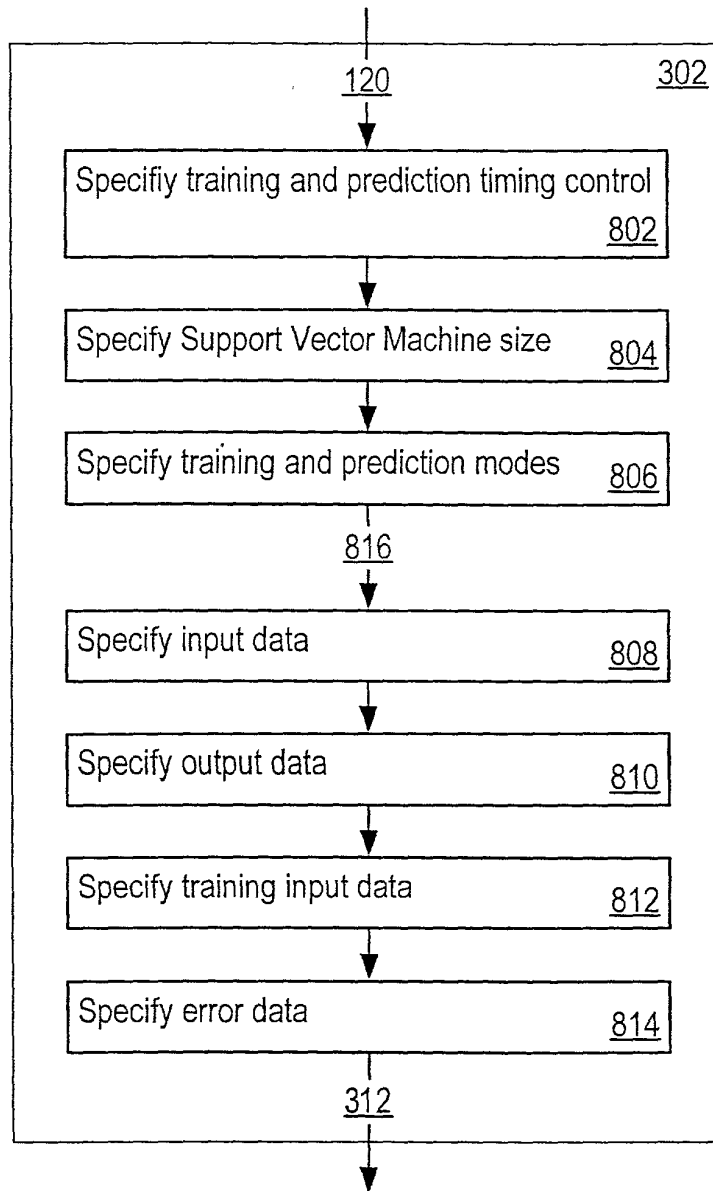 302
120
Specifiy training and prediction timing control
802
Specify Support Vector Machine size 804
Specify training and prediction modes 806
816
Specify input data 808
Specify output data 810
Specify training input data 812
Specify error data 814
312